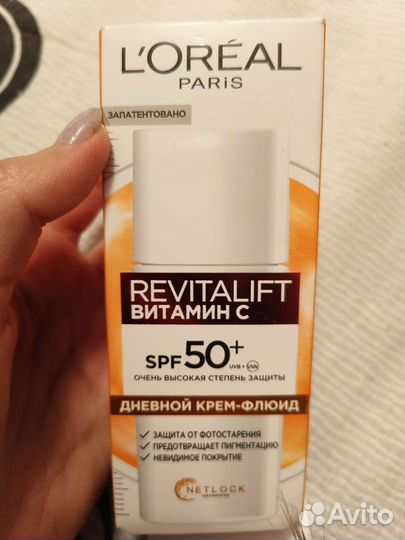 L'ORÉAL
PARIS
ЗАПАТЕНТОВАНО
REVITALIFT
ВИТАМИН С
SPF 50+
UVB + UVA
ОЧЕНЬ ВЫСОКАЯ СТЕПЕНЬ ЗАЩИТЫ
ДНЕВНОЙ КРЕМ-ФЛЮИД
✓ ЗАЩИТА ОТ ФОТОСТАРЕНИЯ
✓ ПРЕДОТВРАЩАЕТ ПИГМЕНТАЦИЮ
✓ НЕВИДИМОЕ ПОКРЫТИЕ
NETLOCK
Avito